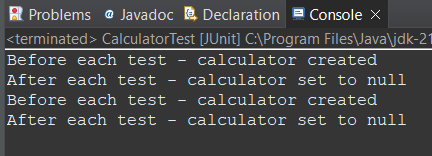 Problems Javadoc Declaration Console
<terminated> CalculatorTest [JUnit] C:\Program Files\Java\jdk-21
Before each test - calculator created
After each test - calculator set to null
Before each test - calculator created
After each test - calculator set to null